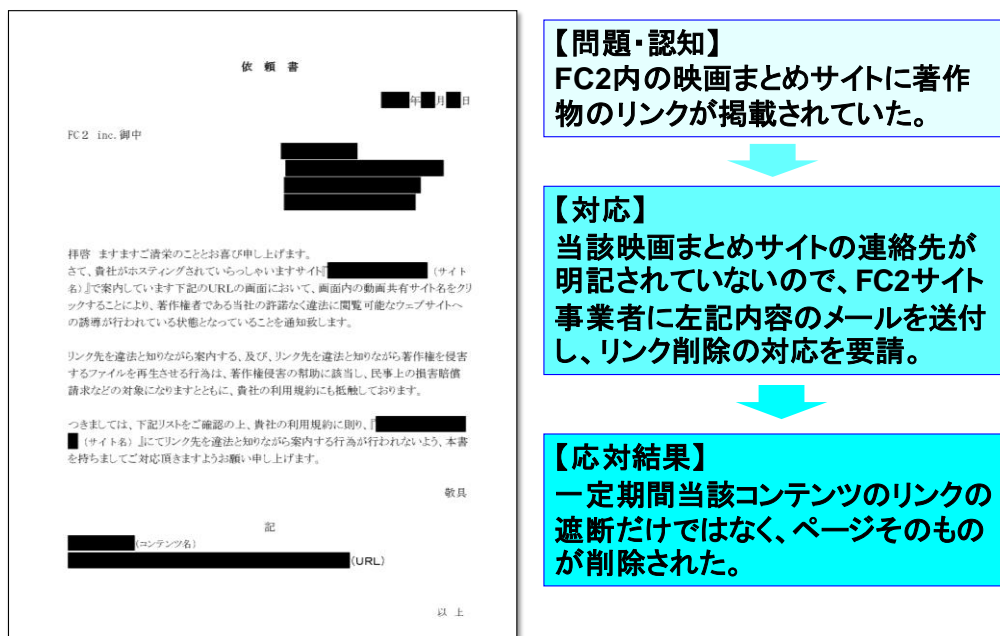 依 頼 書
年 月 日
FC2 inc.御中
拝啓 ますますご清栄のこととお喜び申し上げます。
さて、貴社がホスティングされていらっしゃいますサイト『 (サイト
名)』で案内しています下記のURLの画面において、画面内の動画共有サイト名をクリ
ックすることにより、著作権者である当社の許諾なく違法に閲覧可能なウェブサイトへ
の誘導が行われている状態となっていることを通知致します。
リンク先を違法と知りながら案内する、及び、リンク先を違法と知りながら著作権を侵害
するファイルを再生させる行為は、著作権侵害の幇助に該当し、民事上の損害賠償
請求などの対象になりますとともに、貴社の利用規約にも抵触しております。
つきましては、下記リストをご確認の上、貴社の利用規約に則り、『
(サイト名) 』にてリンク先を違法と知りながら案内する行為が行われないよう、本書
を持ちましてご対応頂きますようお願い申し上げます。
敬具
記
(コンテンツ名)
(URL)
以 上
【問題・認知】
FC2内の映画まとめサイトに著作
物のリンクが掲載されていた。
【対応】
当該映画まとめサイトの連絡先が
明記されていないので、FC2サイト
事業者に左記内容のメールを送付
し、リンク削除の対応を要請。
【応対結果】
一定期間当該コンテンツのリンクの
遮断だけではなく、ページそのもの
が削除された。